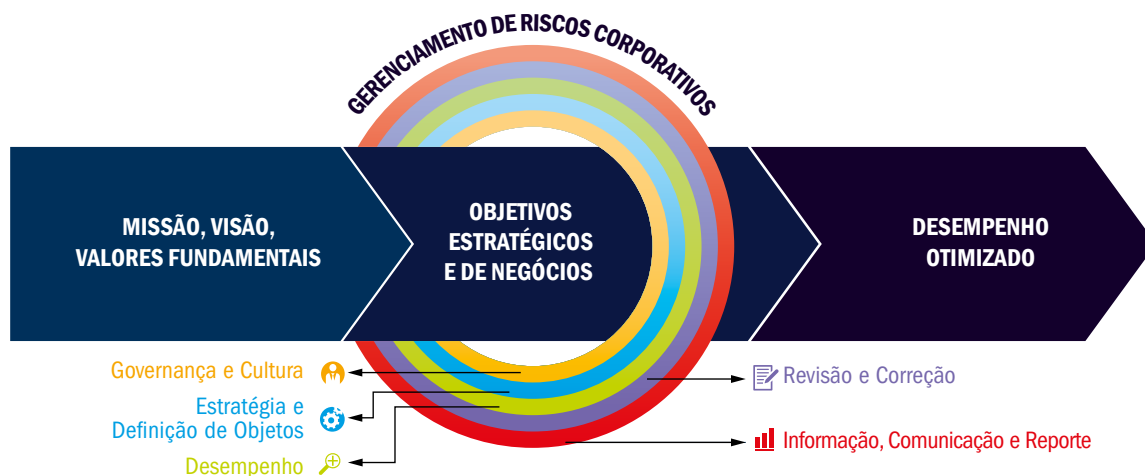 GERENCIAMENTO DE RISCOS CORPORATIVOS
MISSÃO, VISÃO,
VALORES FUNDAMENTAIS
OBJETIVOS
ESTRATÉGICOS
E DE NEGÓCIOS
DESEMPENHO
OTIMIZADO
Governança e Cultura
Estratégia e
Definição de Objetos
Desempenho
Revisão e Correção
Informação, Comunicação e Reporte